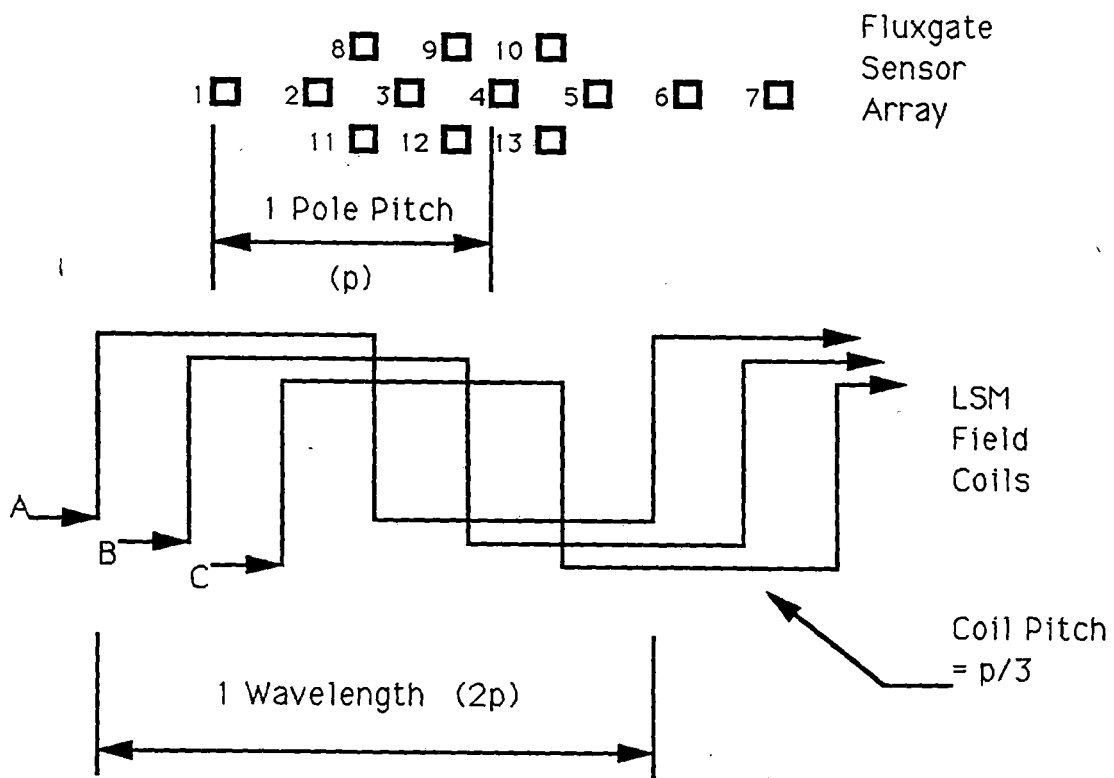 Fluxgate
Sensor
Array
8 9 10
1 2 3 4 5 6 7
11 12 13
1 Pole Pitch
(p)
LSM
Field
Coils
A
B
C
Coil Pitch
= p/3
1 Wavelength (2p)